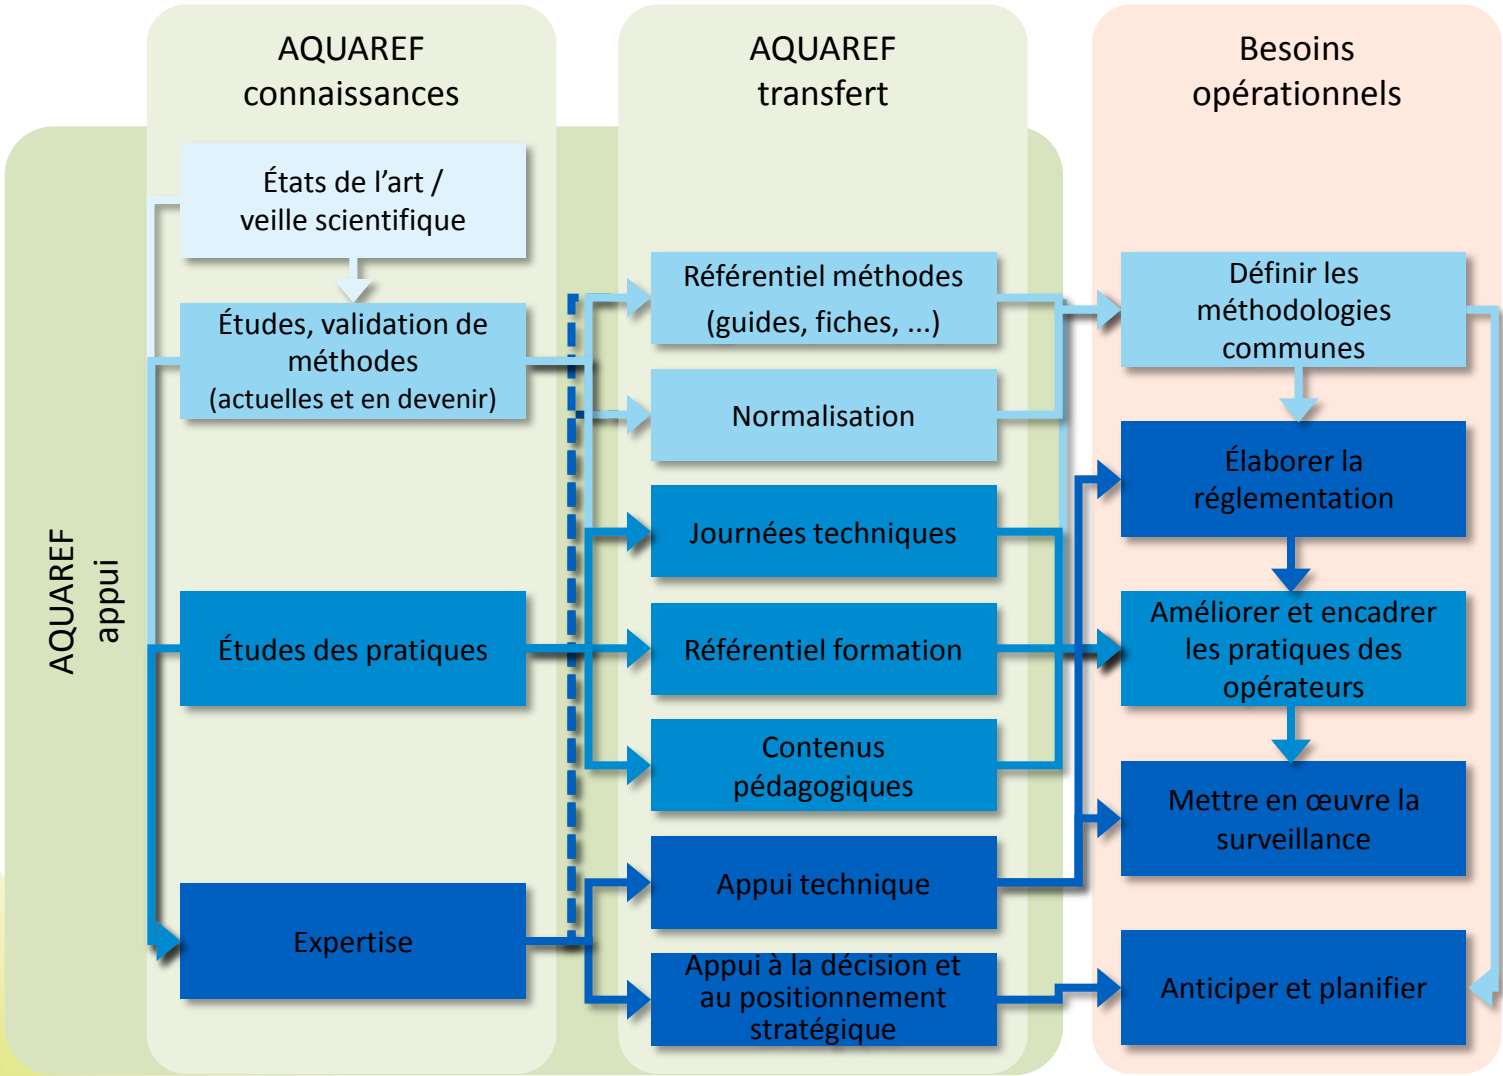 AQUAREF
connaissances
AQUAREF
transfert
Besoins
opérationnels
AQUAREF
appui
États de l’art /
veille scientifique
Études, validation de
méthodes
(actuelles et en devenir)
Études des pratiques
Expertise
Référentiel méthodes
(guides, fiches, ...)
Normalisation
Journées techniques
Référentiel formation
Contenus
pédagogiques
Appui technique
Appui à la décision et
au positionnement
stratégique
Définir les
méthodologies
communes
Élaborer la
réglementation
Améliorer et encadrer
les pratiques des
opérateurs
Mettre en œuvre la
surveillance
Anticiper et planifier